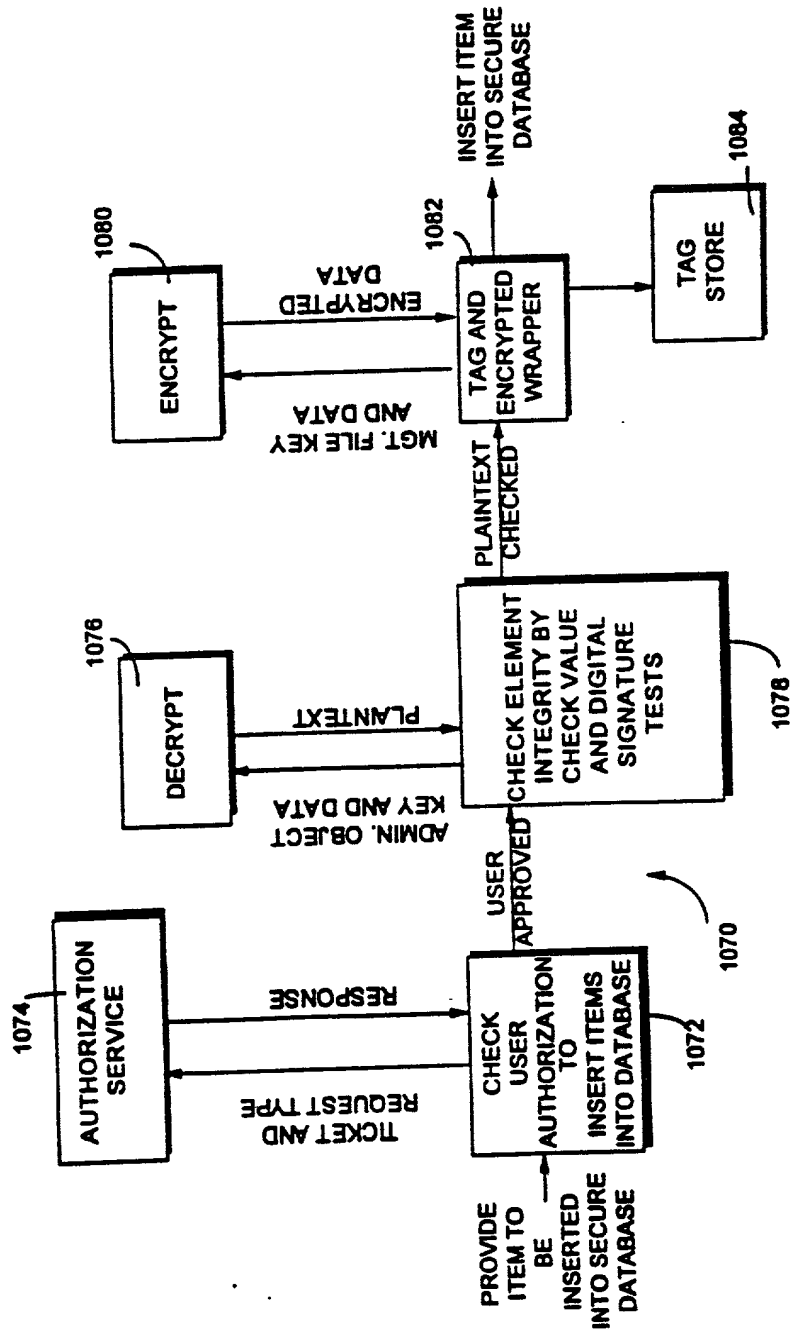 PROVIDE
ITEM TO
BE
INSERTED
INTO SECURE
DATABASE
1074
AUTHORIZATION
SERVICE
TICKET AND
REQUEST TYPE
RESPONSE
CHECK
USER
AUTHORIZATION
TO
INSERT ITEMS
INTO DATABASE
1072
1070
USER
APPROVED
1076
DECRYPT
ADMIN. OBJECT
KEY AND DATA
PLAINTEXT
CHECK ELEMENT
INTEGRITY BY
CHECK VALUE
AND DIGITAL
SIGNATURE
TESTS
1078
PLAINTEXT
CHECKED
1080
ENCRYPT
MGT. FILE KEY
AND DATA
ENCRYPTED
DATA
1082
TAG AND
ENCRYPTED
WRAPPER
INSERT ITEM
INTO SECURE
DATABASE
TAG
STORE
1084